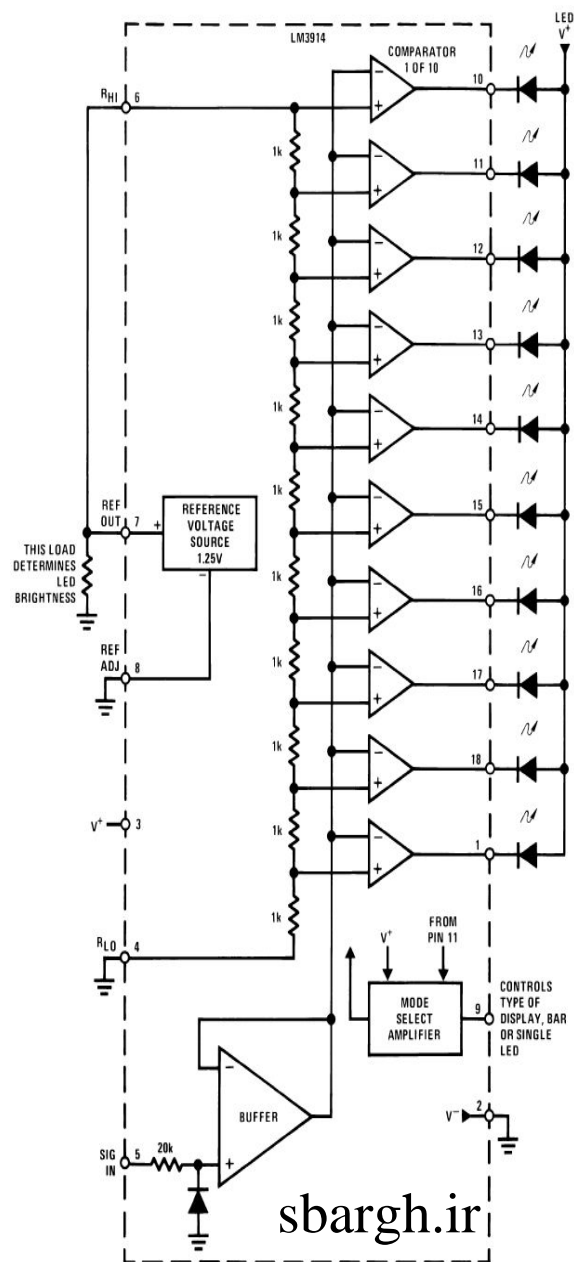 LED
V+
LM3914
COMPARATOR
1 OF 10
10
RHI
6
1k
11
1k
12
1k
13
1k
14
1k
15
REF
OUT
7
+
REFERENCE
VOLTAGE
SOURCE
1.25V
−
THIS LOAD
DETERMINES
LED
BRIGHTNESS
1k
16
REF
ADJ
8
1k
17
1k
18
V+
3
1k
1
1k
RLO
4
V+
FROM
PIN 11
MODE
SELECT
AMPLIFIER
9
CONTROLS
TYPE OF
DISPLAY, BAR
OR SINGLE
LED
−
BUFFER
+
V−
2
SIG
IN
5
20k
sbargh.ir
−
+
−
+
−
+
−
+
−
+
−
+
−
+
−
+
−
+
−
+